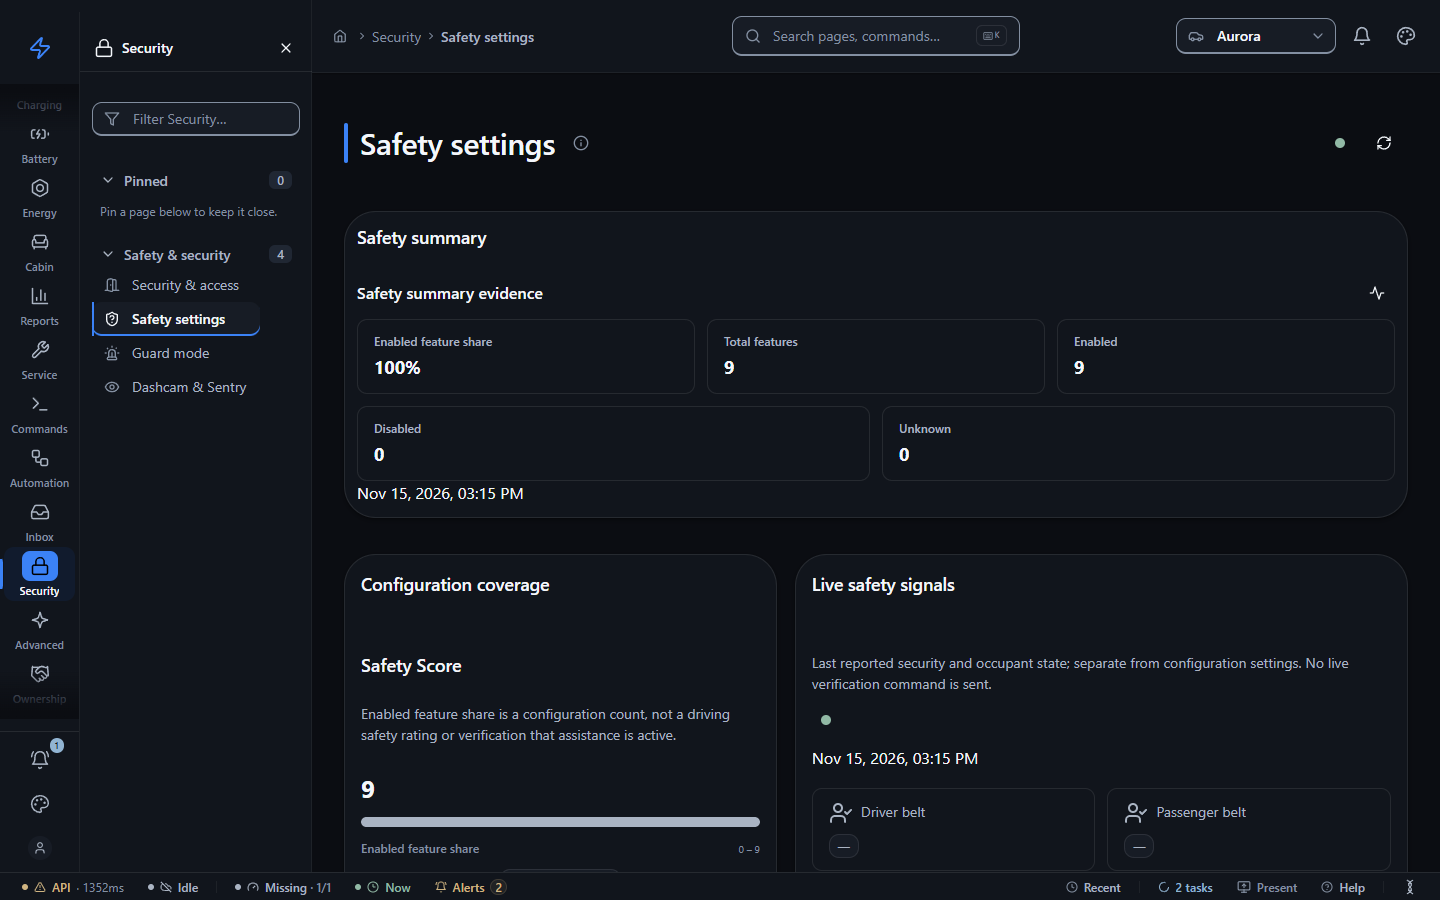 Security
Security
Safety settings
Search pages, commands...
K
Aurora
Charging
Battery
Energy
Cabin
Reports
Service
Commands
Automation
Inbox
Security
Advanced
Ownership
1
Filter Security...
Pinned
0
Pin a page below to keep it close.
Safety & security
4
Security & access
Safety settings
Guard mode
Dashcam & Sentry
Safety settings
Safety summary
Safety summary evidence
Enabled feature share
100%
Total features
9
Enabled
9
Disabled
0
Unknown
0
Nov 15, 2026, 03:15 PM
Configuration coverage
Safety Score
Enabled feature share is a configuration count, not a driving
safety rating or verification that assistance is active.
9
Enabled feature share
0 – 9
Live safety signals
Last reported security and occupant state; separate from configuration settings. No live
verification command is sent.
Nov 15, 2026, 03:15 PM
Driver belt
—
Passenger belt
—
API · 1352ms
Idle
Missing · 1/1
Now
Alerts 2
Recent
2 tasks
Present
Help